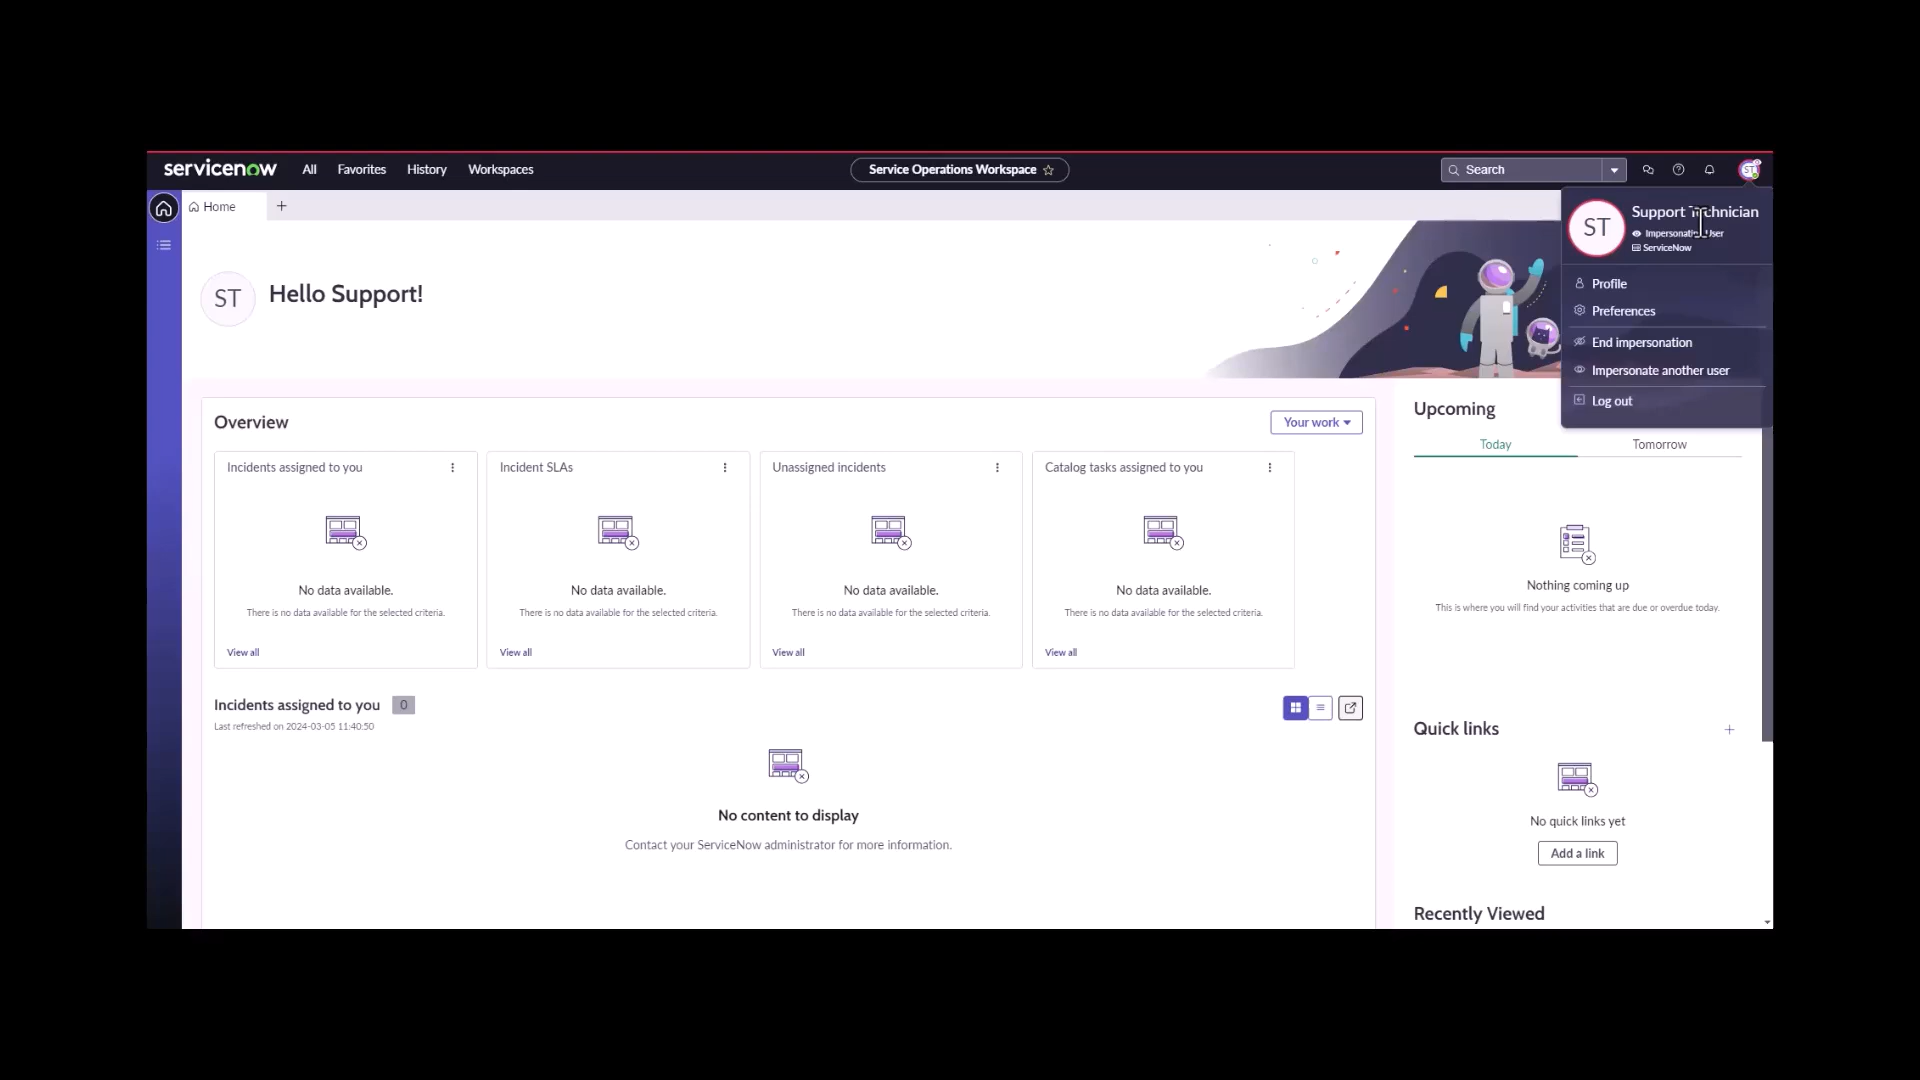 servicenow All Favorites History Workspaces Service Operations Workspace Search ST
Home
ST Support Technician
Impersonating User
ServiceNow
Profile
Preferences
End impersonation
Impersonate another user
Log out
ST Hello Support!
Overview Your work
Incidents assigned to you
No data available.
There is no data available for the selected criteria.
View all
Incident SLAs
No data available.
There is no data available for the selected criteria.
View all
Unassigned incidents
No data available.
There is no data available for the selected criteria.
View all
Catalog tasks assigned to you
No data available.
There is no data available for the selected criteria.
View all
Incidents assigned to you 0
Last refreshed on 2024-03-05 11:40:50
No content to display
Contact your ServiceNow administrator for more information.
Upcoming
Today Tomorrow
Nothing coming up
This is where you will find your activities that are due or overdue today.
Quick links
No quick links yet
Add a link
Recently Viewed